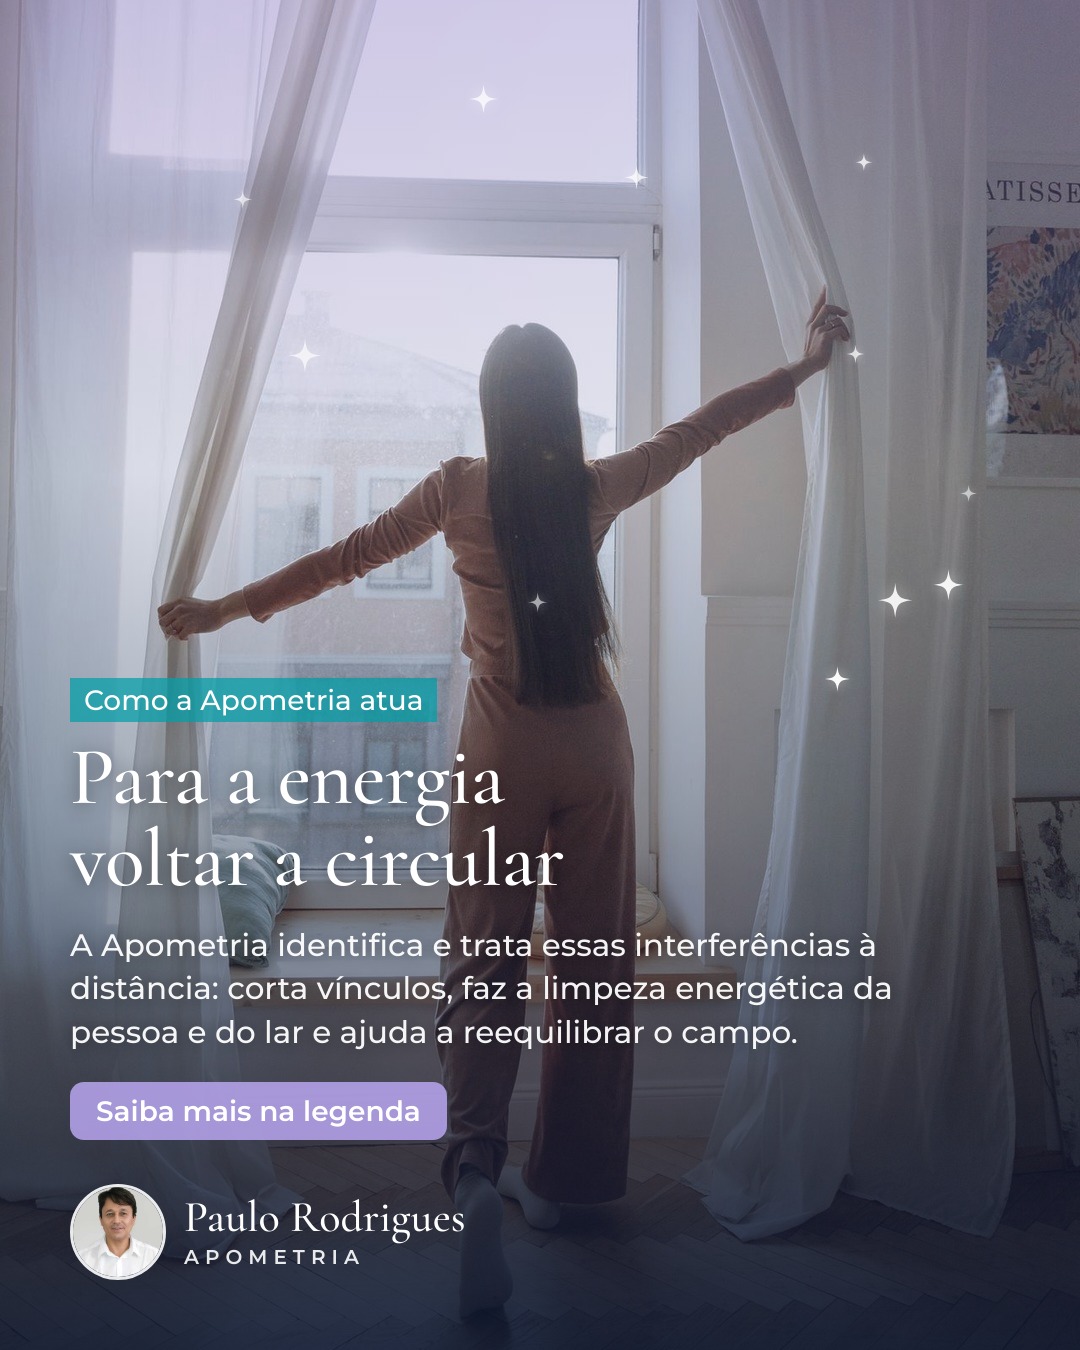 ATISSE
Como a Apometria atua
Para a energia
voltar a circular
A Apometria identifica e trata essas interferências à
distância: corta vínculos, faz a limpeza energética da
pessoa e do lar e ajuda a reequilibrar o campo.
Saiba mais na legenda
Paulo Rodrigues
APOMETRIA